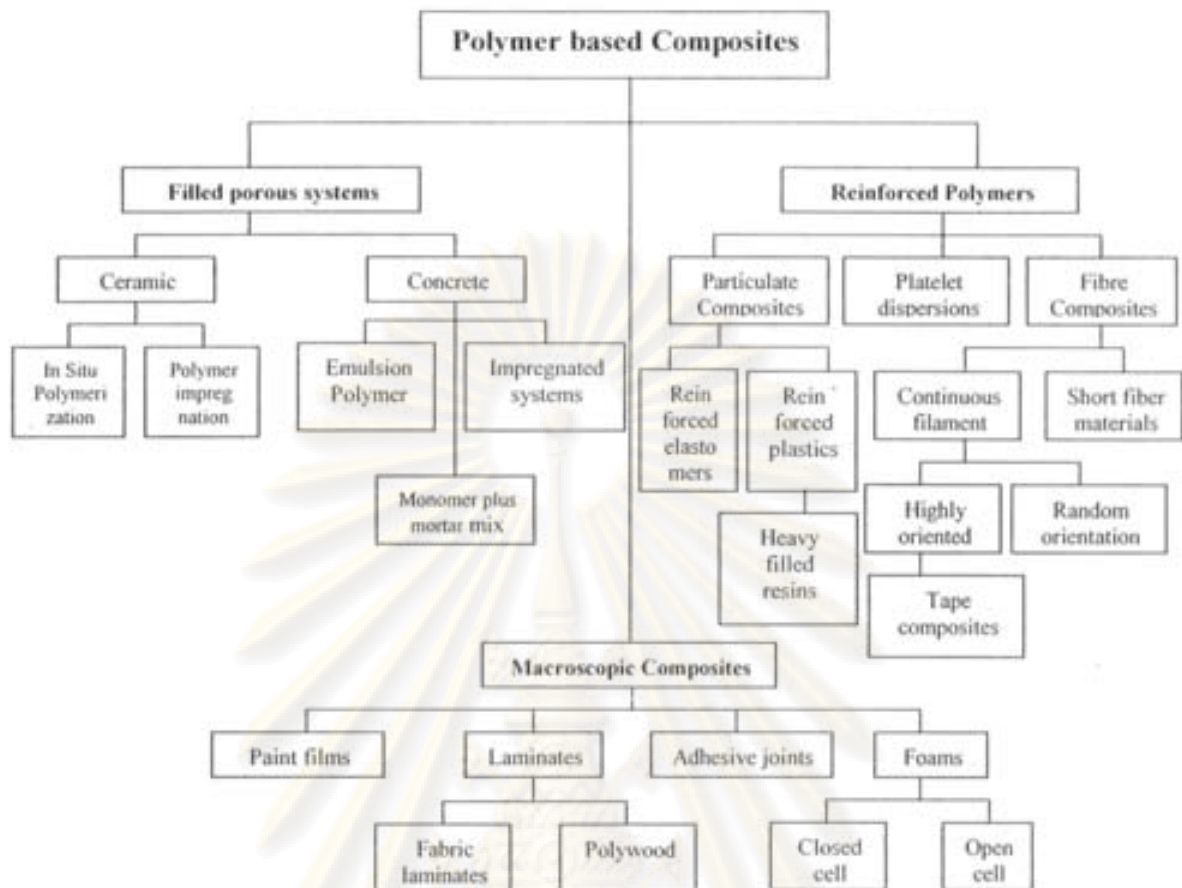 Polymer based Composites
Filled porous systems
Reinforced Polymers
Ceramic
Concrete
Particulate
Composites
Platelet
dispersions
Fibre
Composites
In Situ
Polymeri
zation
Polymer
impreg
nation
Emulsion
Polymer
Impregnated
systems
Rein
forced
elasto
mers
Rein
forced
plastics
Continuous
filament
Short fiber
materials
Monomer plus
mortar mix
Heavy
filled
resins
Highly
oriented
Random
orientation
Tape
composites
Macroscopic Composites
Paint films
Laminates
Adhesive joints
Foams
Fabric
laminates
Polywood
Closed
cell
Open
cell